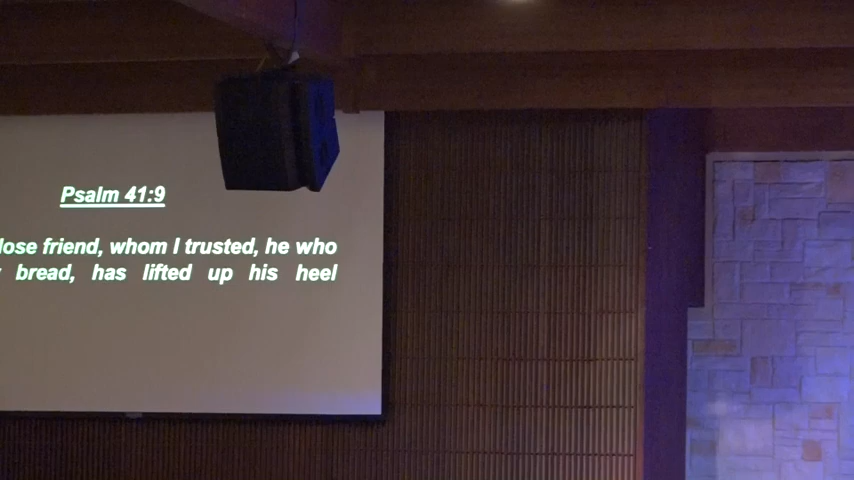 Psalm 41:9
lose friend, whom I trusted, he who
bread, has lifted up his heel